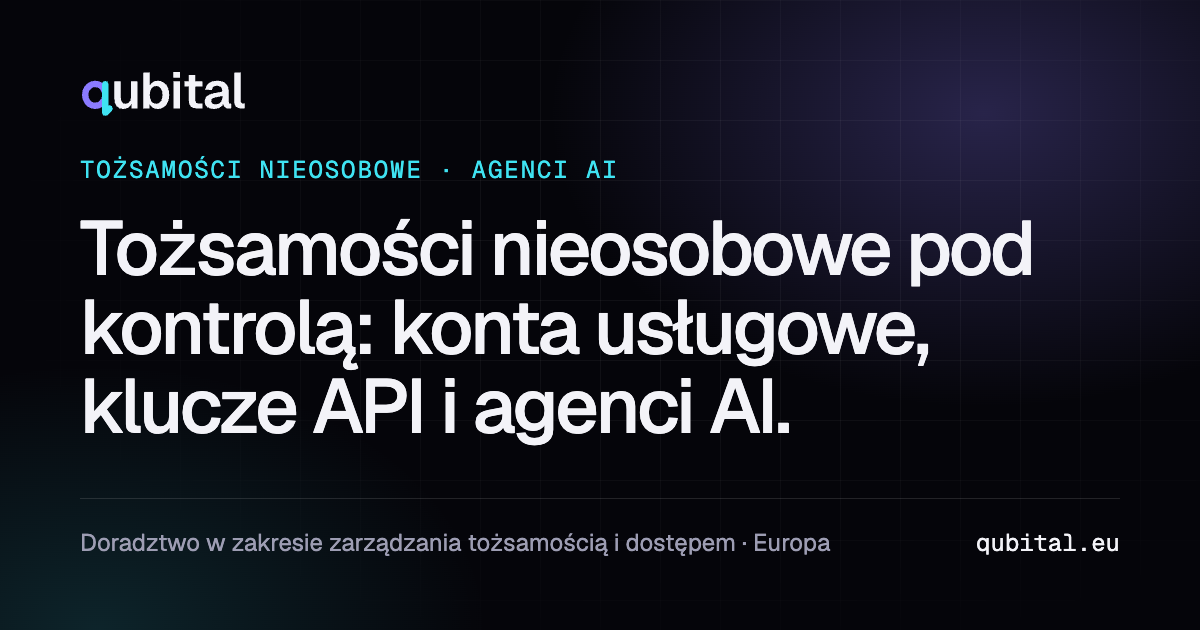 qubital
TOŻSAMOŚCI NIEOSOBOWE · AGENCI AI
Tożsamości nieosobowe pod
kontrolą: konta usługowe,
klucze API i agenci AI.
Doradztwo w zakresie zarządzania tożsamością i dostępem · Europa
qubital.eu